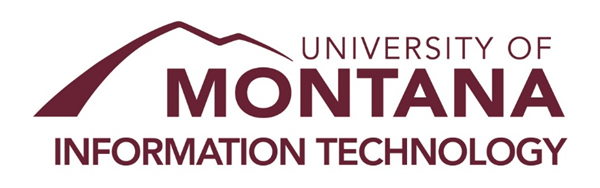 UNIVERSITY OF
MONTANA
INFORMATION TECHNOLOGY